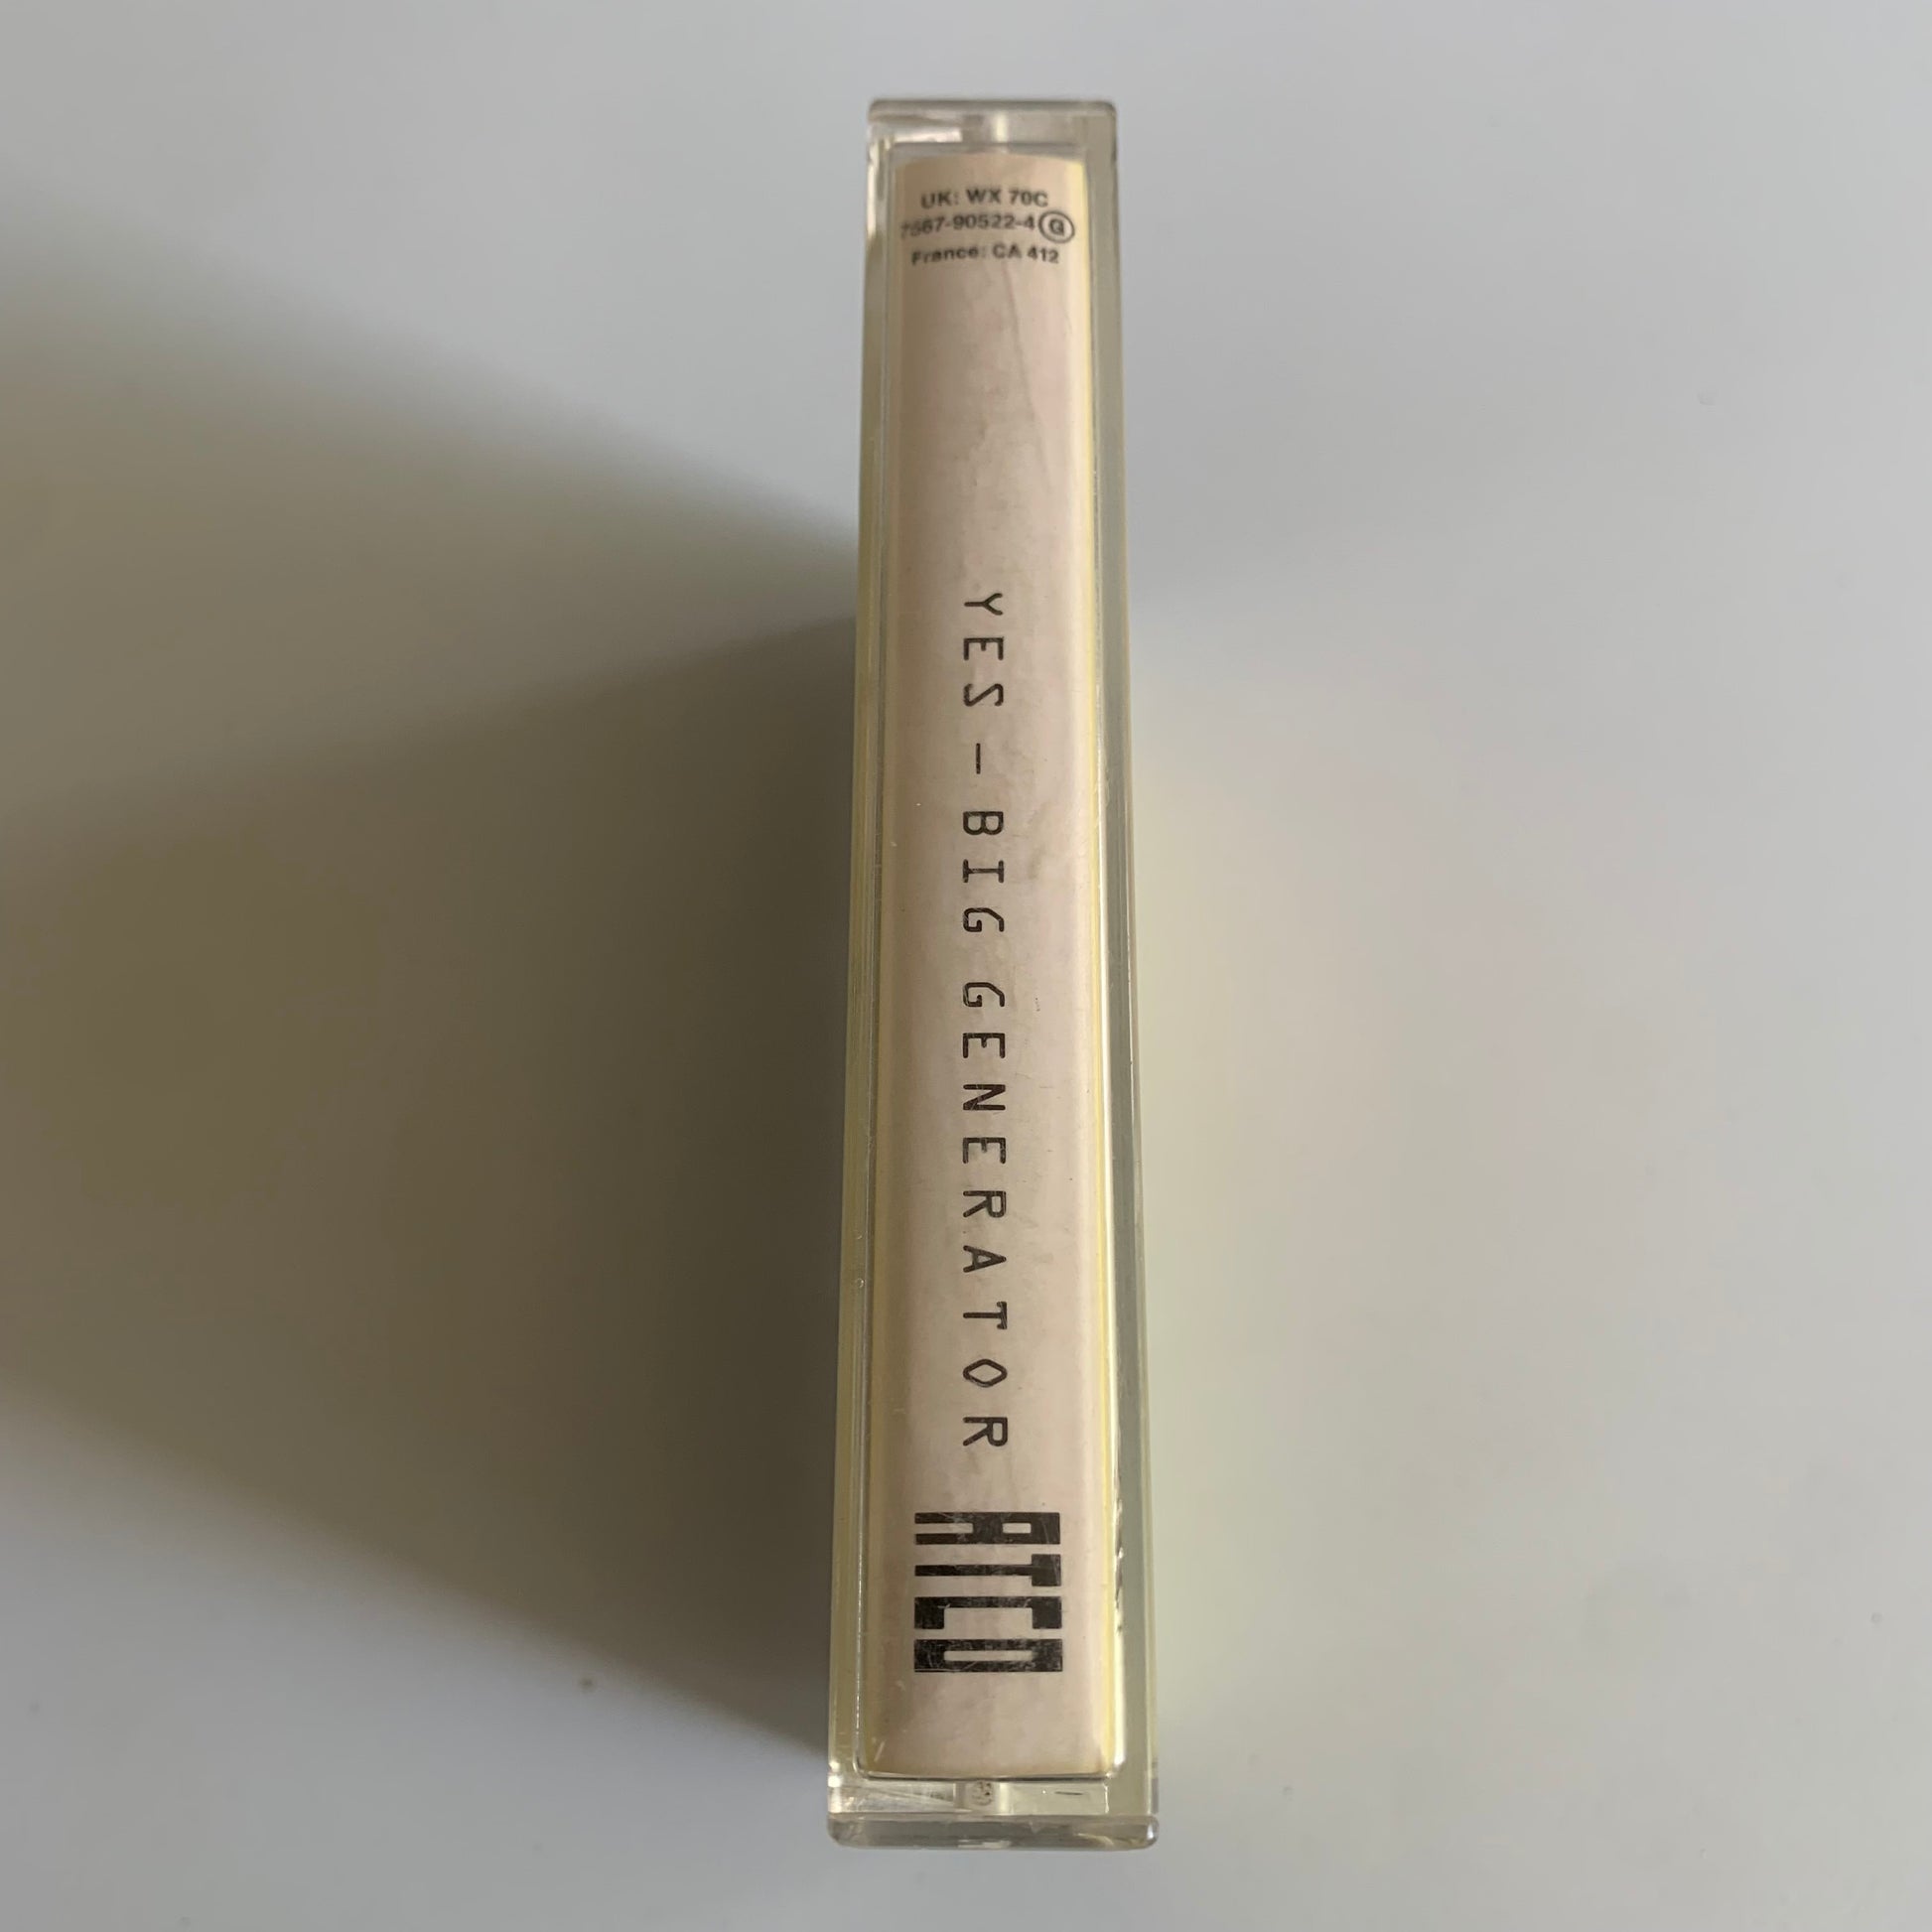 UK: WX 70C
7567-90522-4 G
France: CA 412
YES – BIG GENERATOR
ATCO